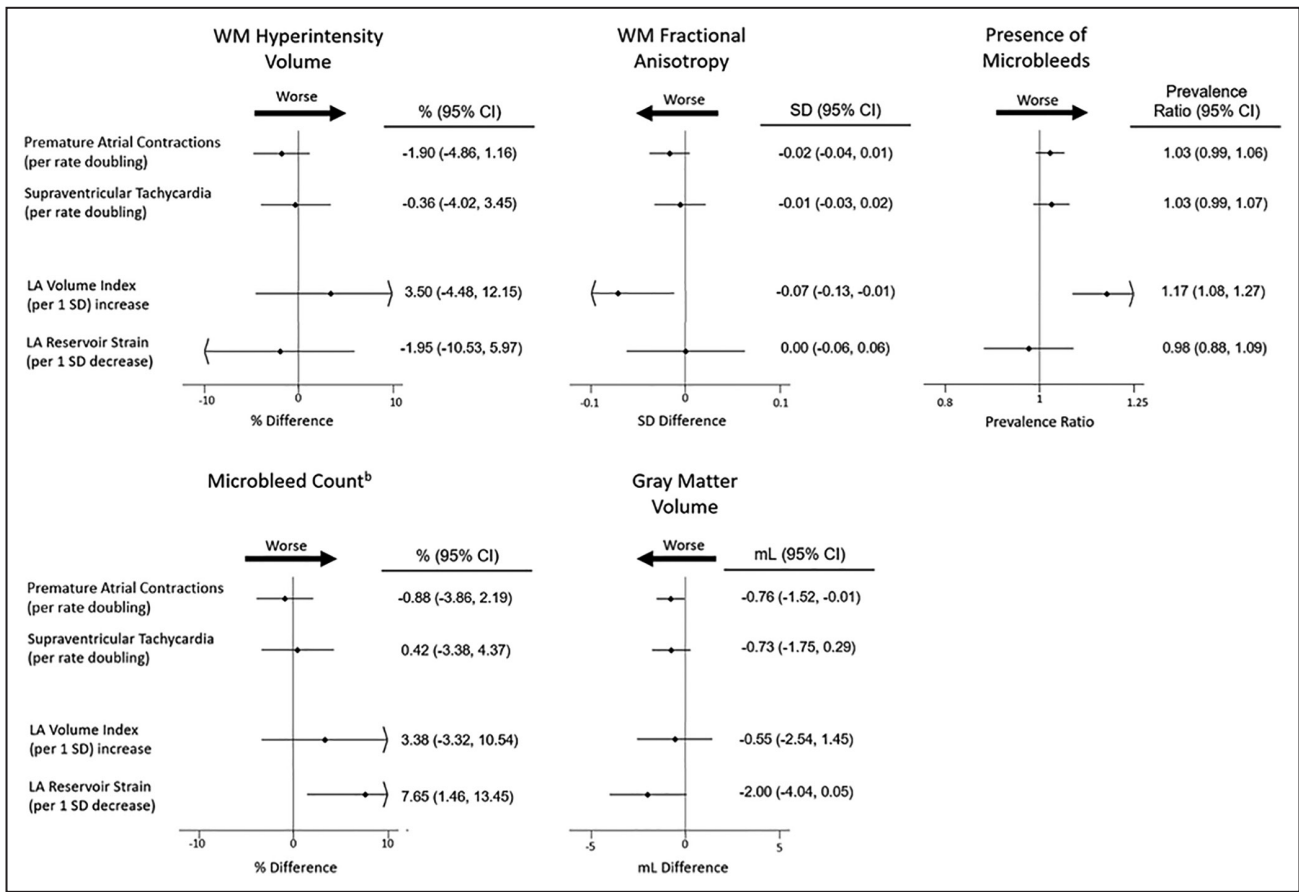 WM Hyperintensity
Volume
Worse
% (95% CI)
Premature Atrial Contractions
(per rate doubling)
-1.90 (-4.86, 1.16)
Supraventricular Tachycardia
(per rate doubling)
-0.36 (-4.02, 3.45)
LA Volume Index
(per 1 SD) increase
3.50 (-4.48, 12.15)
LA Reservoir Strain
(per 1 SD decrease)
-1.95 (-10.53, 5.97)
-10 0 10
% Difference
WM Fractional
Anisotropy
Worse
SD (95% CI)
-0.02 (-0.04, 0.01)
-0.01 (-0.03, 0.02)
-0.07 (-0.13, -0.01)
0.00 (-0.06, 0.06)
-0.1 0 0.1
SD Difference
Presence of
Microbleeds
Worse
Prevalence
Ratio (95% CI)
1.03 (0.99, 1.06)
1.03 (0.99, 1.07)
1.17 (1.08, 1.27)
0.98 (0.88, 1.09)
0.8 1 1.25
Prevalence Ratio
Microbleed Countᵇ
Worse
% (95% CI)
Premature Atrial Contractions
(per rate doubling)
-0.88 (-3.86, 2.19)
Supraventricular Tachycardia
(per rate doubling)
0.42 (-3.38, 4.37)
LA Volume Index
(per 1 SD) increase
3.38 (-3.32, 10.54)
LA Reservoir Strain
(per 1 SD decrease)
7.65 (1.46, 13.45)
-10 0 10
% Difference
Gray Matter
Volume
Worse
mL (95% CI)
-0.76 (-1.52, -0.01)
-0.73 (-1.75, 0.29)
-0.55 (-2.54, 1.45)
-2.00 (-4.04, 0.05)
-5 0 5
mL Difference